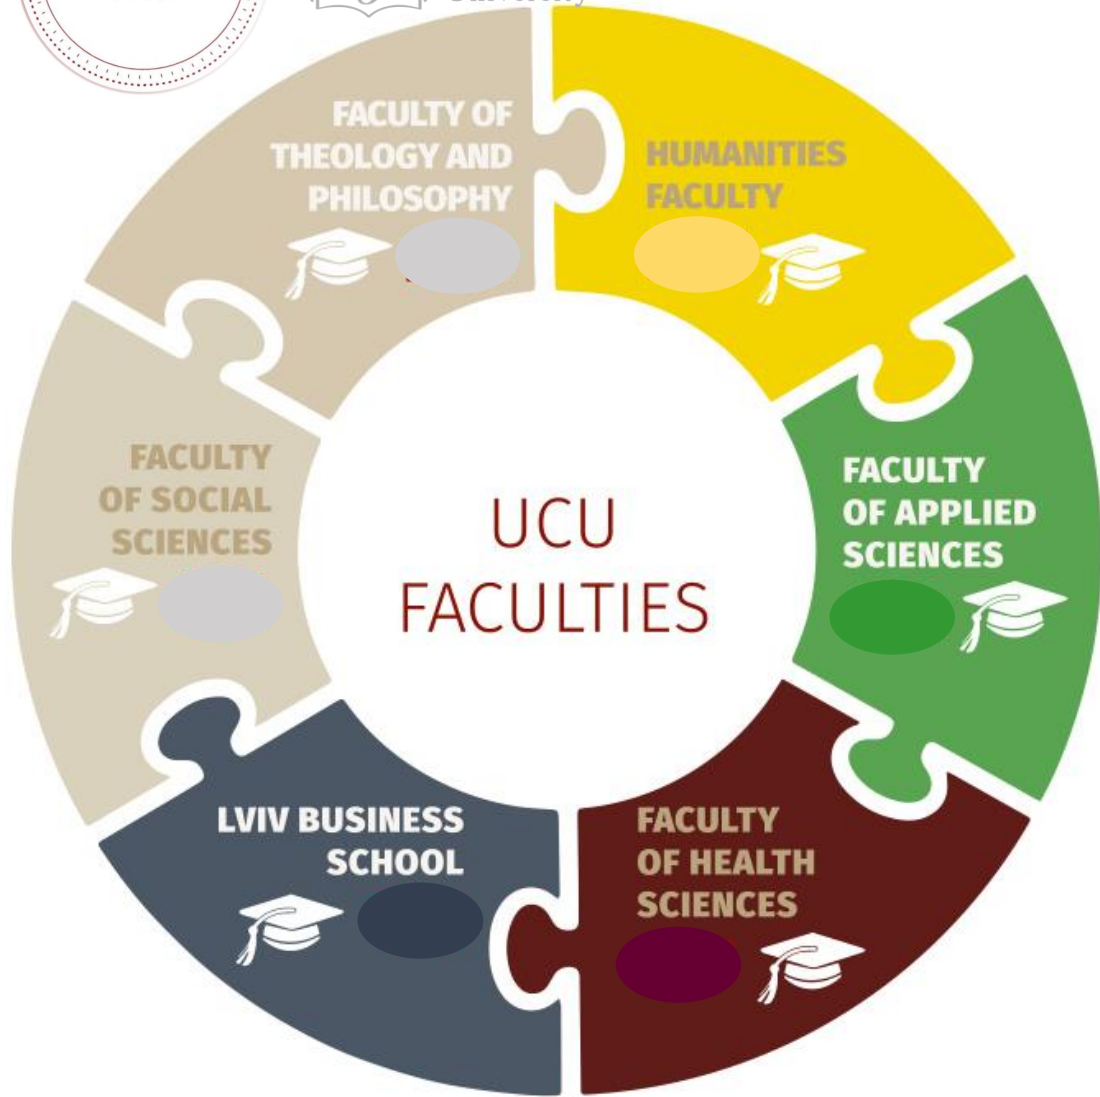 University
FACULTY OF
THEOLOGY AND
PHILOSOPHY
HUMANITIES
FACULTY
FACULTY
OF SOCIAL
SCIENCES
FACULTY
OF APPLIED
SCIENCES
UCU
FACULTIES
LVIV BUSINESS
SCHOOL
FACULTY
OF HEALTH
SCIENCES